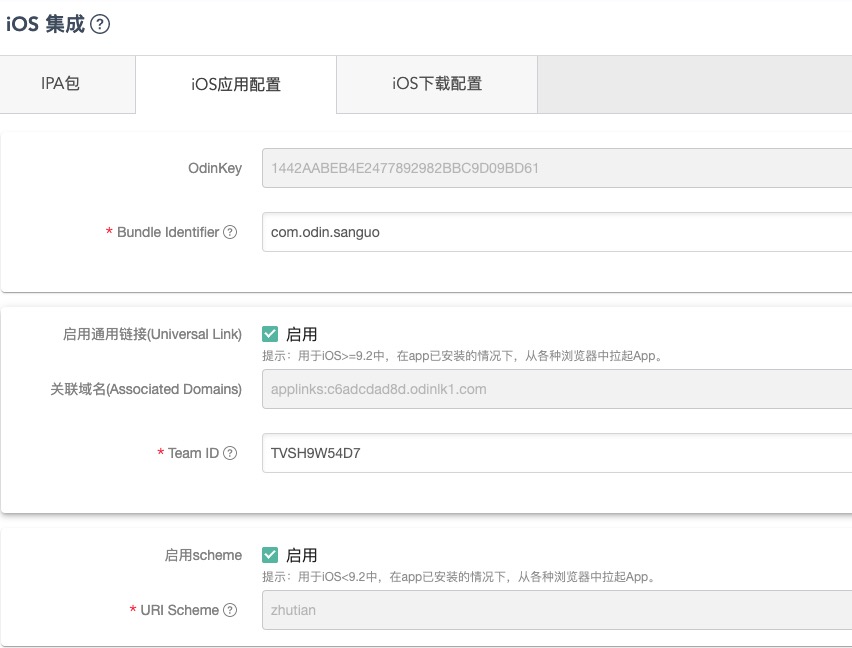 iOS 集成 ?
IPA包 iOS应用配置 iOS下载配置
OdinKey 1442AABEB4E2477892982BBC9D09BD61
* Bundle Identifier ? com.odin.sanguo
启用通用链接(Universal Link) 启用
提示：用于iOS>=9.2中，在app已安装的情况下，从各种浏览器中拉起App。
关联域名(Associated Domains) applinks:c6adcdad8d.odinlk1.com
* Team ID ? TVSH9W54D7
启用scheme 启用
提示：用于iOS<9.2中，在app已安装的情况下，从各种浏览器中拉起App。
* URI Scheme ? zhutian